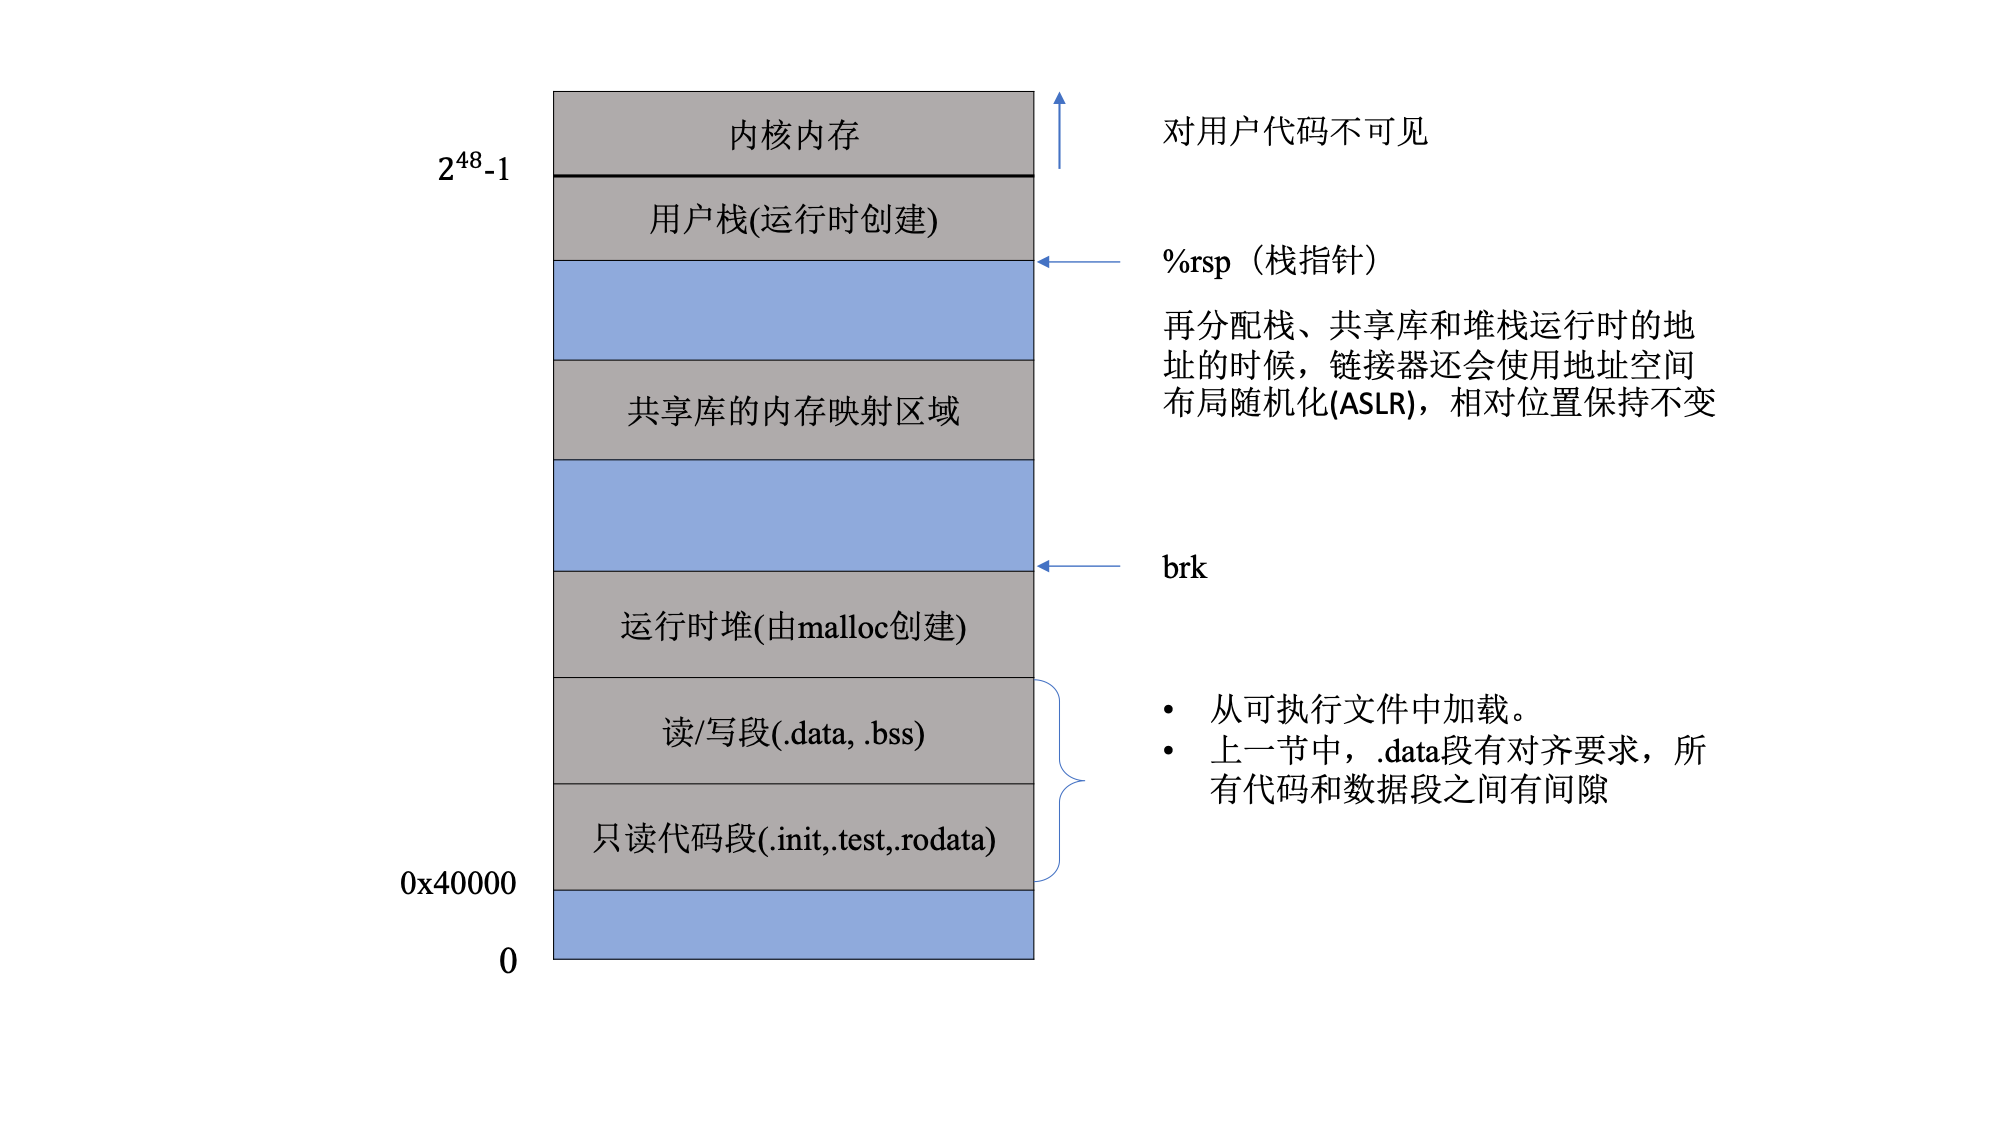 内核内存
对用户代码不可见
2⁴⁸-1
用户栈(运行时创建)
%rsp（栈指针）
再分配栈、共享库和堆栈运行时的地
址的时候，链接器还会使用地址空间
布局随机化(ASLR)，相对位置保持不变
共享库的内存映射区域
brk
运行时堆(由malloc创建)
读/写段(.data, .bss)
• 从可执行文件中加载。
• 上一节中，.data段有对齐要求，所
有代码和数据段之间有间隙
只读代码段(.init,.test,.rodata)
0x40000
0